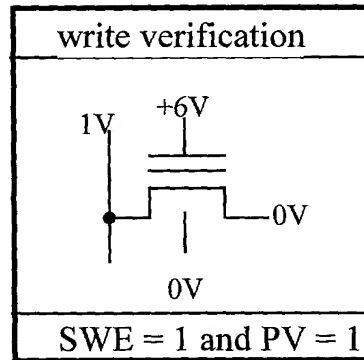 write verification
+6V
1V
0V
0V
SWE = 1 and PV = 1